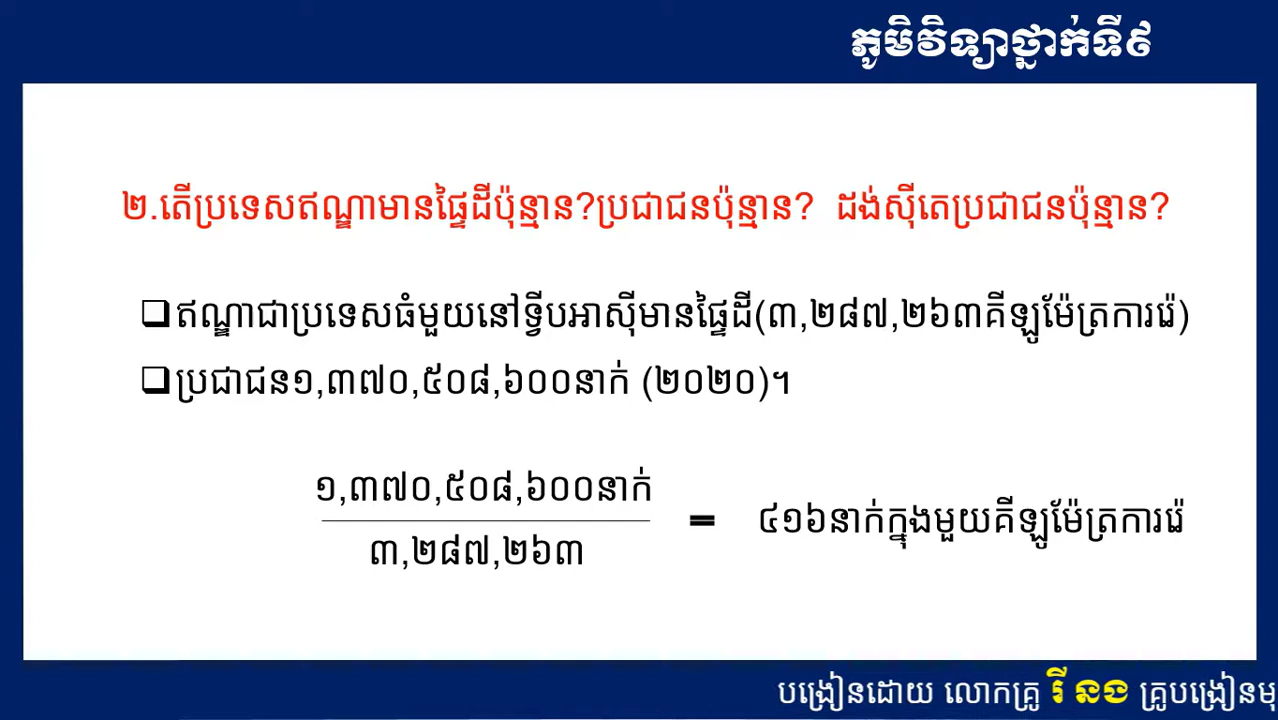 ភូមិវិទ្យាថ្នាក់ទី៩
២.តើប្រទេសឥណ្ឌាមានផ្ទៃដីប៉ុន្មាន?ប្រជាជនប៉ុន្មាន? ដង់ស៊ីតេប្រជាជនប៉ុន្មាន?
❑ឥណ្ឌាជាប្រទេសធំមួយនៅទ្វីបអាស៊ីមានផ្ទៃដី(៣,២៨៧,២៦៣គីឡូម៉ែត្រការរ៉េ)
❑ប្រជាជន១,៣៧០,៥០៨,៦០០នាក់ (២០២០)។
១,៣៧០,៥០៨,៦០០នាក់
៣,២៨៧,២៦៣
= ៤១៦នាក់ក្នុងមួយគីឡូម៉ែត្រការរ៉េ
បង្រៀនដោយ លោកគ្រូ រី នង គ្រូបង្រៀនមុ